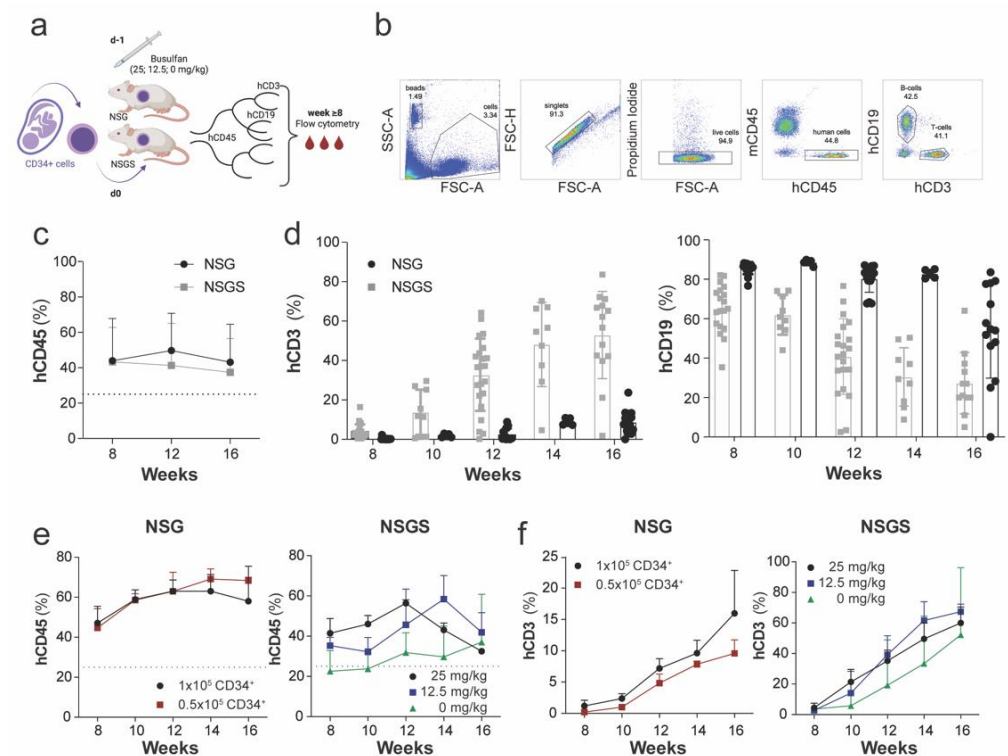 a
d-1
Busulfan
(25; 12.5; 0 mg/kg)
NSG
NSGS
CD34+ cells
d0
hCD45
hCD3
hCD19
week ≥8
Flow cytometry
b
SSC-A
beads
1.49
cells
3.34
FSC-A
FSC-H
singlets
91.3
FSC-A
Propidium Iodide
live cells
94.9
FSC-A
mCD45
human cells
44.8
hCD45
hCD19
B-cells
42.5
T-cells
41.1
hCD3
c
hCD45 (%)
100
80
60
40
20
0
NSG
NSGS
8 12 16
Weeks
d
hCD3 (%)
100
80
60
40
20
0
NSG
NSGS
8 10 12 14 16
Weeks
hCD19 (%)
100
80
60
40
20
0
8 10 12 14 16
Weeks
e
NSG
hCD45 (%)
80
60
40
20
0
1x10⁵ CD34⁺
0.5x10⁵ CD34⁺
8 10 12 14 16
Weeks
NSGS
hCD45 (%)
80
60
40
20
0
25 mg/kg
12.5 mg/kg
0 mg/kg
8 10 12 14 16
Weeks
f
NSG
hCD3 (%)
25
20
15
10
5
0
1x10⁵ CD34⁺
0.5x10⁵ CD34⁺
8 10 12 14 16
Weeks
NSGS
hCD3 (%)
100
80
60
40
20
0
25 mg/kg
12.5 mg/kg
0 mg/kg
8 10 12 14 16
Weeks